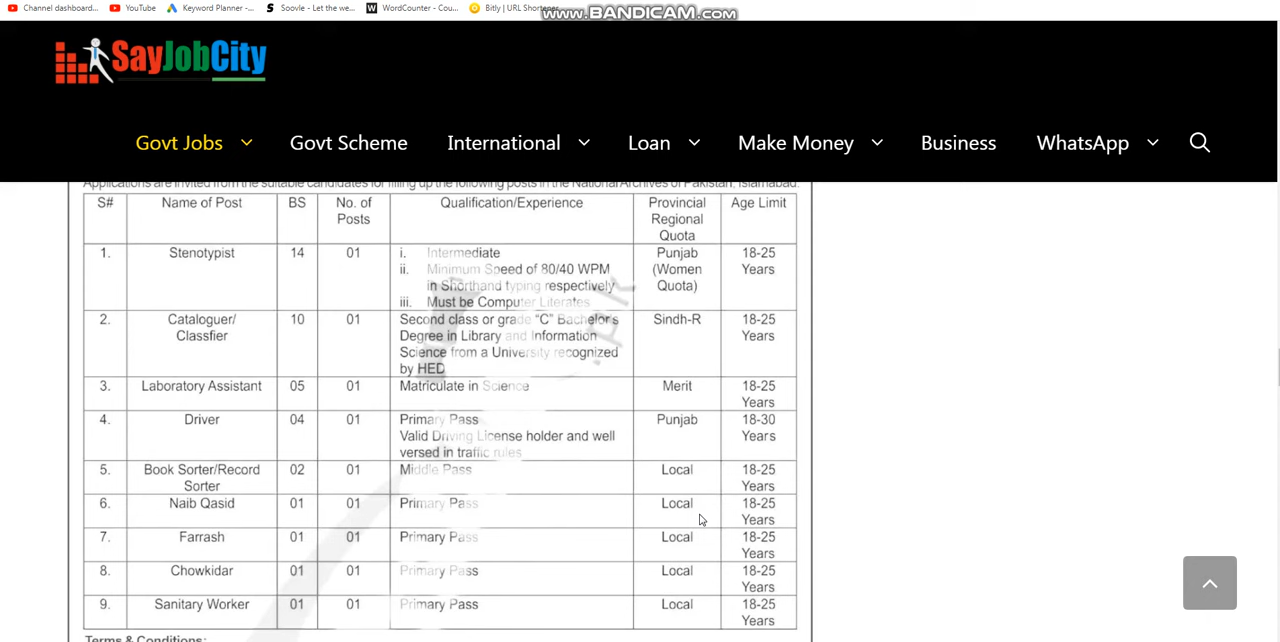 Channel dashboard... YouTube Keyword Planner -... Soovle - Let the we... WordCounter - Cou... Bitly | URL Shortener
www.BANDICAM.com
SayJobCity
Govt Jobs Govt Scheme International Loan Make Money Business WhatsApp
Applications are invited from the suitable candidates for filling up the following posts in the National Archives of Pakistan, Islamabad.
S# Name of Post BS No. of Posts Qualification/Experience Provincial Regional Quota Age Limit
1. Stenotypist 14 01 i. Intermediate Punjab 18-25
ii. Minimum Speed of 80/40 WPM (Women Years
in Shorthand typing respectively Quota)
iii. Must be Computer Literates
2. Cataloguer/ 10 01 Second class or grade "C" Bachelor's Sindh-R 18-25
Classfier Degree in Library and Information Years
Science from a University recognized
by HED
3. Laboratory Assistant 05 01 Matriculate in Science Merit 18-25
Years
4. Driver 04 01 Primary Pass Punjab 18-30
Valid Driving License holder and well Years
versed in traffic rules
5. Book Sorter/Record 02 01 Middle Pass Local 18-25
Sorter Years
6. Naib Qasid 01 01 Primary Pass Local 18-25
Years
7. Farrash 01 01 Primary Pass Local 18-25
Years
8. Chowkidar 01 01 Primary Pass Local 18-25
Years
9. Sanitary Worker 01 01 Primary Pass Local 18-25
Years
Terms & Conditions: